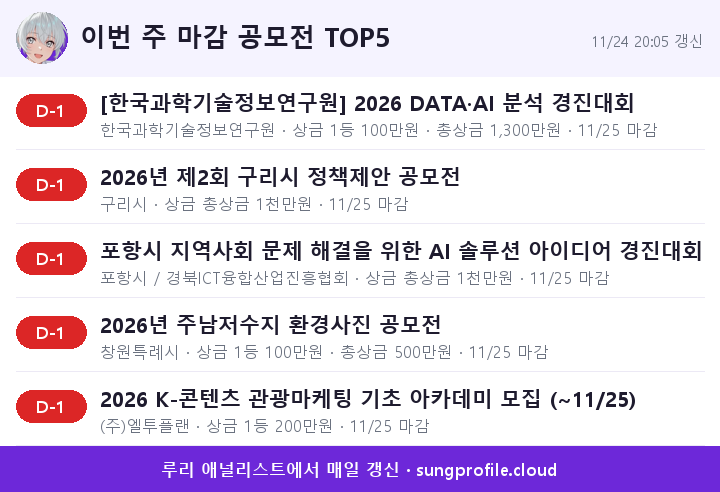 이번 주 마감 공모전 TOP5
11/24 20:05 갱신
D-1
[한국과학기술정보연구원] 2026 DATA·AI 분석 경진대회
한국과학기술정보연구원 · 상금 1등 100만원 · 총상금 1,300만원 · 11/25 마감
D-1
2026년 제2회 구리시 정책제안 공모전
구리시 · 상금 총상금 1천만원 · 11/25 마감
D-1
포항시 지역사회 문제 해결을 위한 AI 솔루션 아이디어 경진대회
포항시 / 경북ICT융합산업진흥협회 · 상금 총상금 1천만원 · 11/25 마감
D-1
2026년 주남저수지 환경사진 공모전
창원특례시 · 상금 1등 100만원 · 총상금 500만원 · 11/25 마감
D-1
2026 K-콘텐츠 관광마케팅 기초 아카데미 모집 (~11/25)
(주)엘투플랜 · 상금 1등 200만원 · 11/25 마감
루리 애널리스트에서 매일 갱신 · sungprofile.cloud